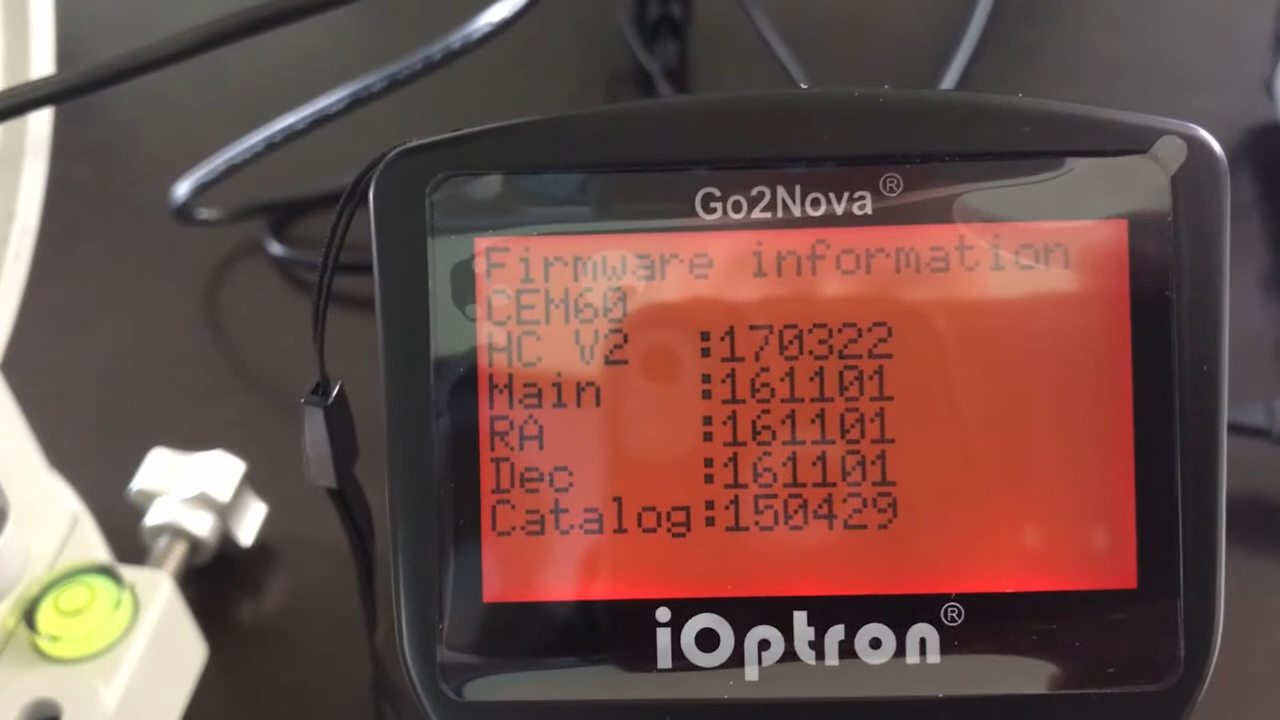 Go2Nova®
Firmware information
CEM60
HC V2 :170322
Main :161101
RA :161101
Dec :161101
Catalog:150429
iOptron®